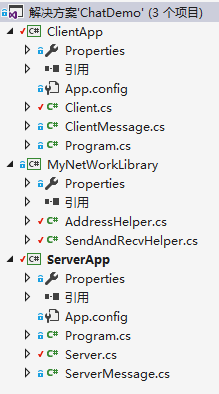 解决方案'ChatDemo' (3 个项目)
ClientApp
Properties
引用
App.config
Client.cs
ClientMessage.cs
Program.cs
MyNetWorkLibrary
Properties
引用
AddressHelper.cs
SendAndRecvHelper.cs
ServerApp
Properties
引用
App.config
Program.cs
Server.cs
ServerMessage.cs